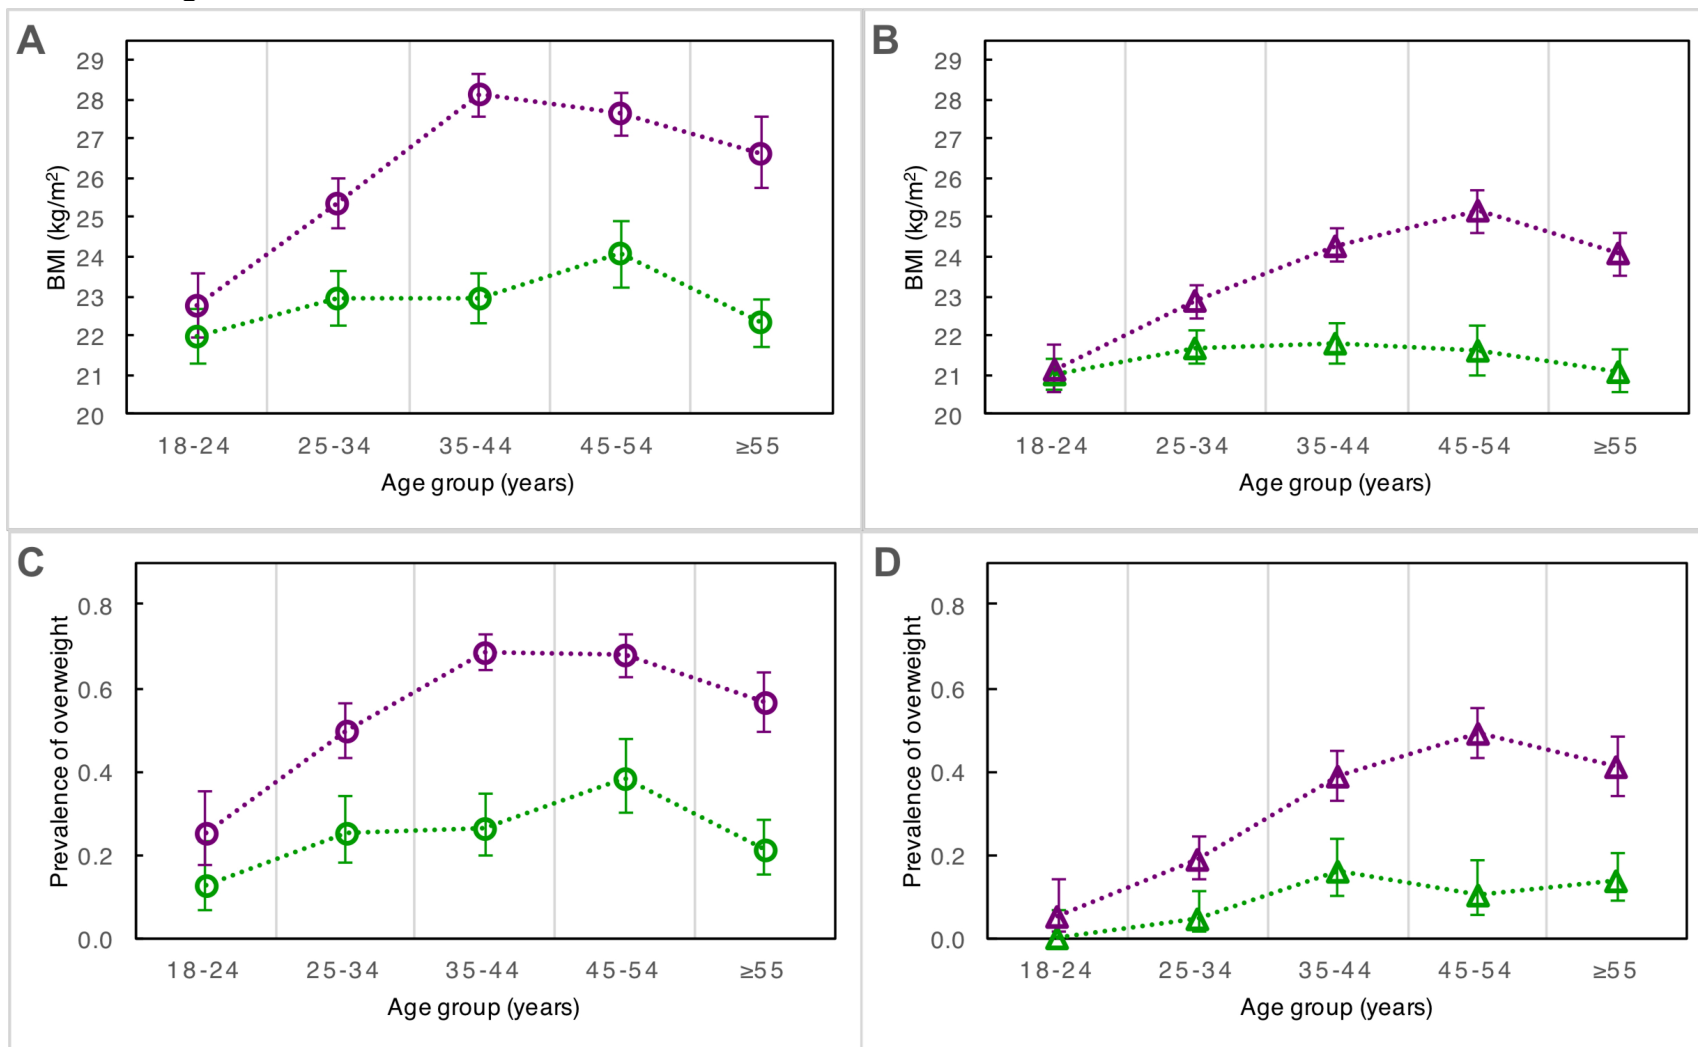 A
BMI (kg/m²)
29
28
27
26
25
24
23
22
21
20
18-24 25-34 35-44 45-54 ≥55
Age group (years)
B
BMI (kg/m²)
29
28
27
26
25
24
23
22
21
20
18-24 25-34 35-44 45-54 ≥55
Age group (years)
C
Prevalence of overweight
0.8
0.6
0.4
0.2
0.0
18-24 25-34 35-44 45-54 ≥55
Age group (years)
D
Prevalence of overweight
0.8
0.6
0.4
0.2
0.0
18-24 25-34 35-44 45-54 ≥55
Age group (years)